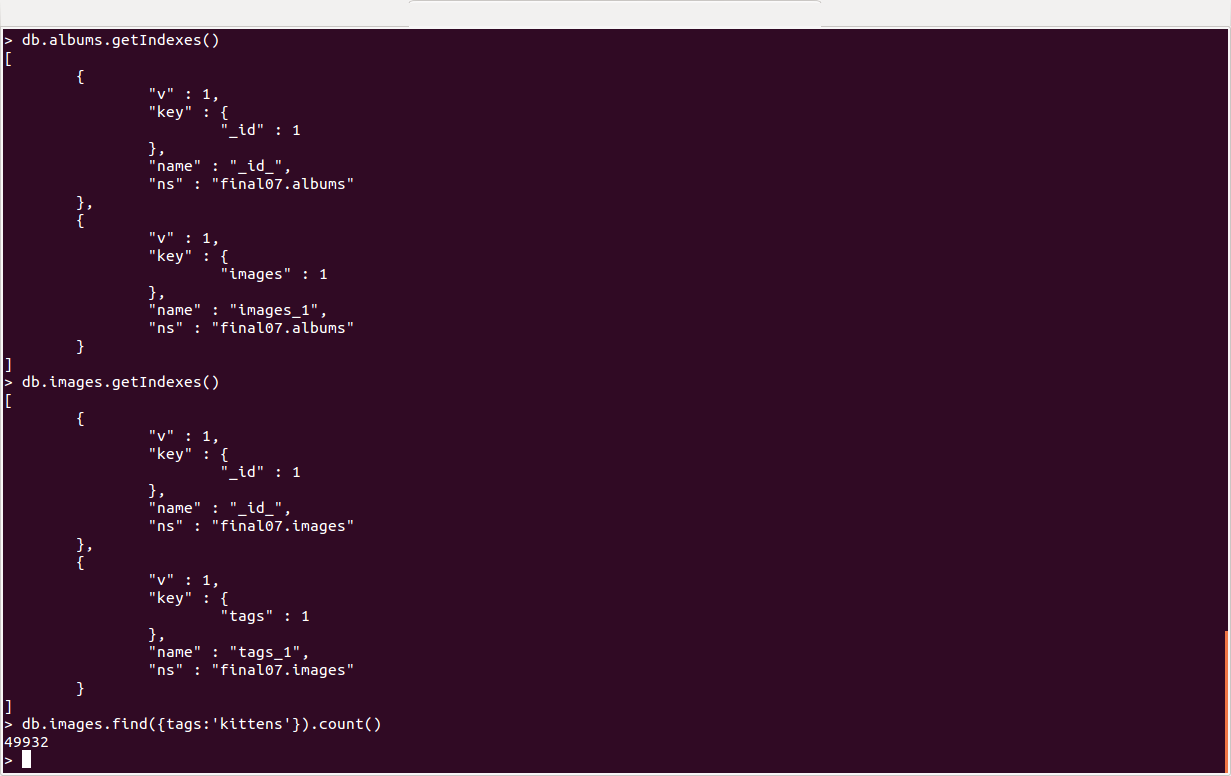 > db.albums.getIndexes()
[
        {
                "v" : 1,
                "key" : {
                        "_id" : 1
                },
                "name" : "_id_",
                "ns" : "final07.albums"
        },
        {
                "v" : 1,
                "key" : {
                        "images" : 1
                },
                "name" : "images_1",
                "ns" : "final07.albums"
        }
]
> db.images.getIndexes()
[
        {
                "v" : 1,
                "key" : {
                        "_id" : 1
                },
                "name" : "_id_",
                "ns" : "final07.images"
        },
        {
                "v" : 1,
                "key" : {
                        "tags" : 1
                },
                "name" : "tags_1",
                "ns" : "final07.images"
        }
]
> db.images.find({tags:'kittens'}).count()
49932
>